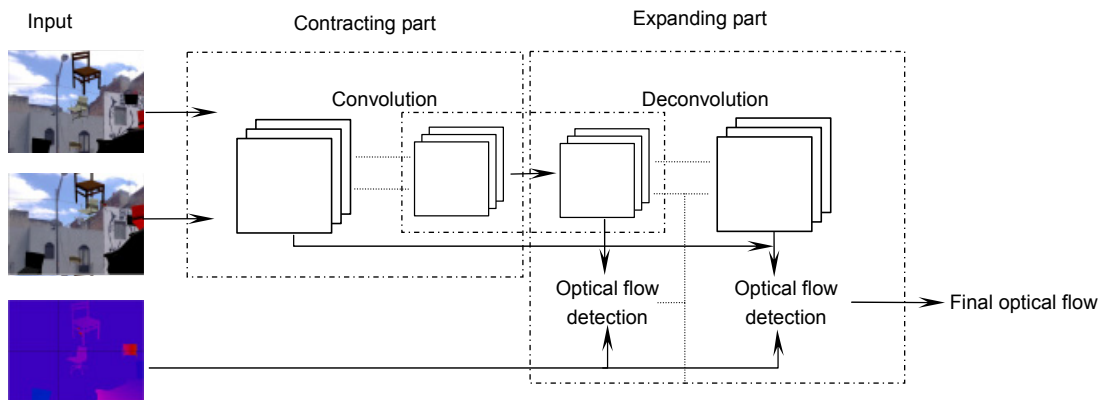 Input
Contracting part
Expanding part
Convolution
Deconvolution
Optical flow
detection
Optical flow
detection
Final optical flow